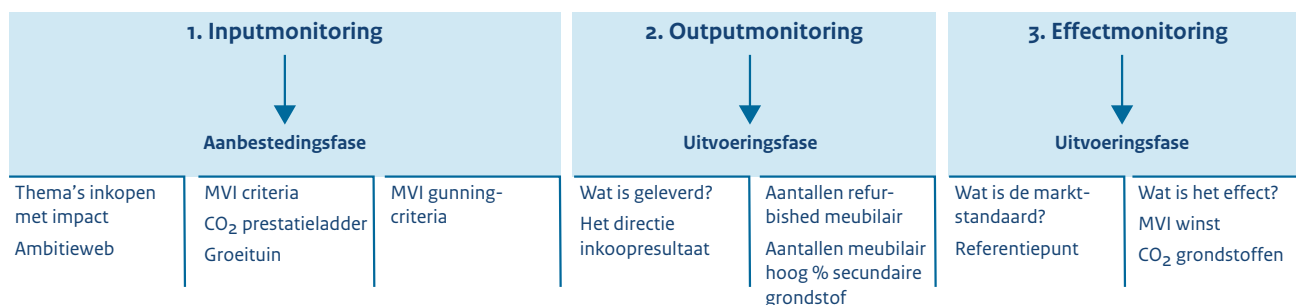 1. Inputmonitoring
Aanbestedingsfase
Thema's inkopen
met impact
Ambitieweb
MVI criteria
CO2 prestatieladder
Groeituin
MVI gunning-
criteria
2. Outputmonitoring
Uitvoeringsfase
Wat is geleverd?
Het directie
inkoopresultaat
Aantallen refur-
bished meubilair
Aantallen meubilair
hoog % secundaire
grondstof
3. Effectmonitoring
Uitvoeringsfase
Wat is de markt-
standaard?
Referentiepunt
Wat is het effect?
MVI winst
CO2 grondstoffen